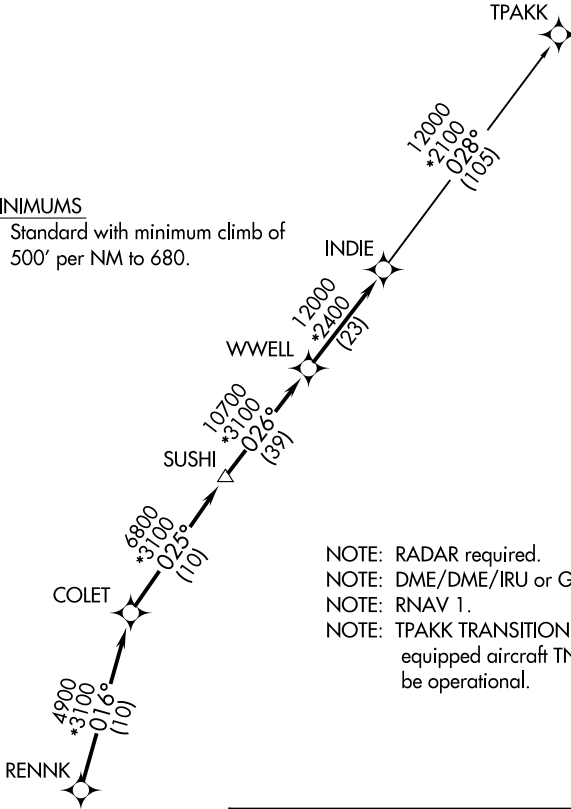 TPAKK
12000
*2100
028°
(105)
INIMUMS
Standard with minimum climb of
500' per NM to 680.
INDIE
12000
*2400
(23)
WWELL
10700
*3100
026°
(39)
SUSHI
6800
*3100
025°
(10)
NOTE: RADAR required.
NOTE: DME/DME/IRU or G
NOTE: RNAV 1.
NOTE: TPAKK TRANSITION
equipped aircraft TN
be operational.
COLET
4900
*3100
016°
(10)
RENNK